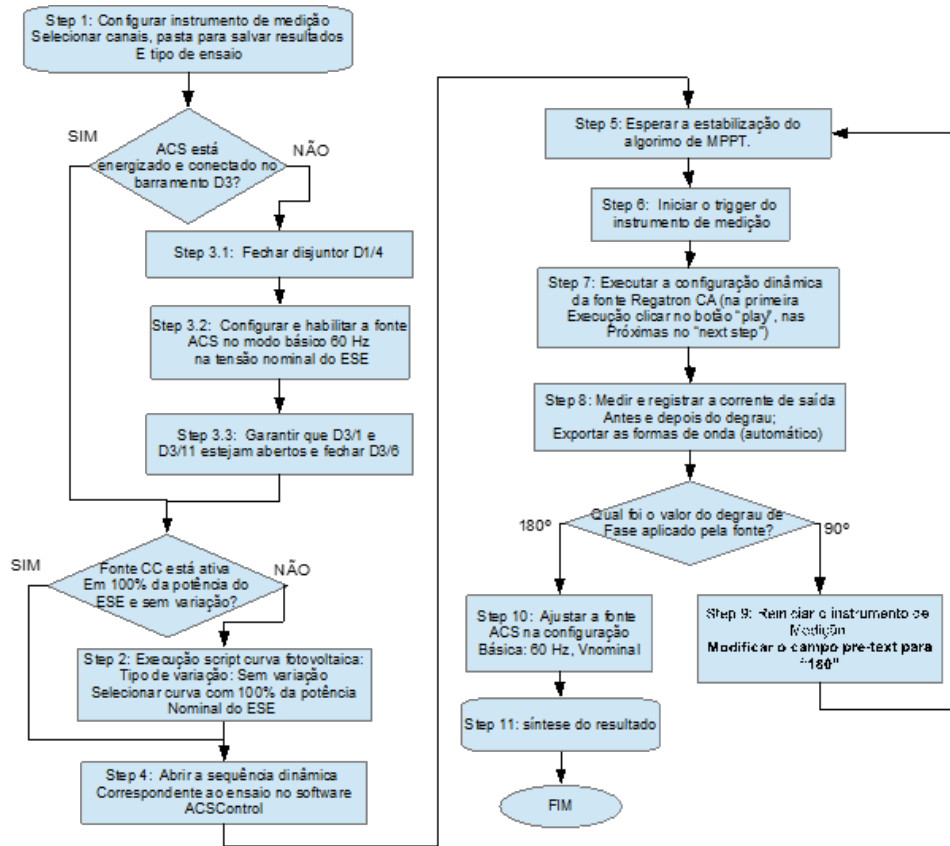 Step 1: Configurar instrumento de medição
Selecionar canais, pasta para salvar resultados
E tipo de ensaio
SIM
ACS está
energizado e conectado no
barramento D3?
NÃO
Step 3.1: Fechar disjuntor D1/4
Step 3.2: Configurar e habilitar a fonte
ACS no modo básico 60 Hz
na tensão nominal do ESE
Step 3.3: Garantir que D3/1 e
D3/11 estejam abertos e fechar D3/6
SIM
Fonte CC está ativa
Em 100% da potência do
ESE e sem variação?
NÃO
Step 2: Execução script curva fotovoltaica:
Tipo de variação: Sem variação
Selecionar curva com 100% da potência
Nominal do ESE
Step 4: Abrir a sequência dinâmica
Correspondente ao ensaio no software
ACSControl
Step 5: Esperar a estabilização do
algorimo de MPPT.
Step 6: Iniciar o trigger do
instrumento de medição
Step 7: Executar a configuração dinâmica
da fonte Regatron CA (na primeira
Execução clicar no botão "play", nas
Próximas no "next step")
Step 8: Medir e registrar a corrente de saída
Antes e depois do degrau;
Exportar as formas de onda (automático)
180º
Qual foi o valor do degrau de
Fase aplicado pela fonte?
90º
Step 10: Ajustar a fonte
ACS na configuração
Básica: 60 Hz, Vnominal
Step 9: Reiniciar o instrumento de
Medição
Modificar o campo pre-text para
"180"
Step 11: síntese do resultado
FIM